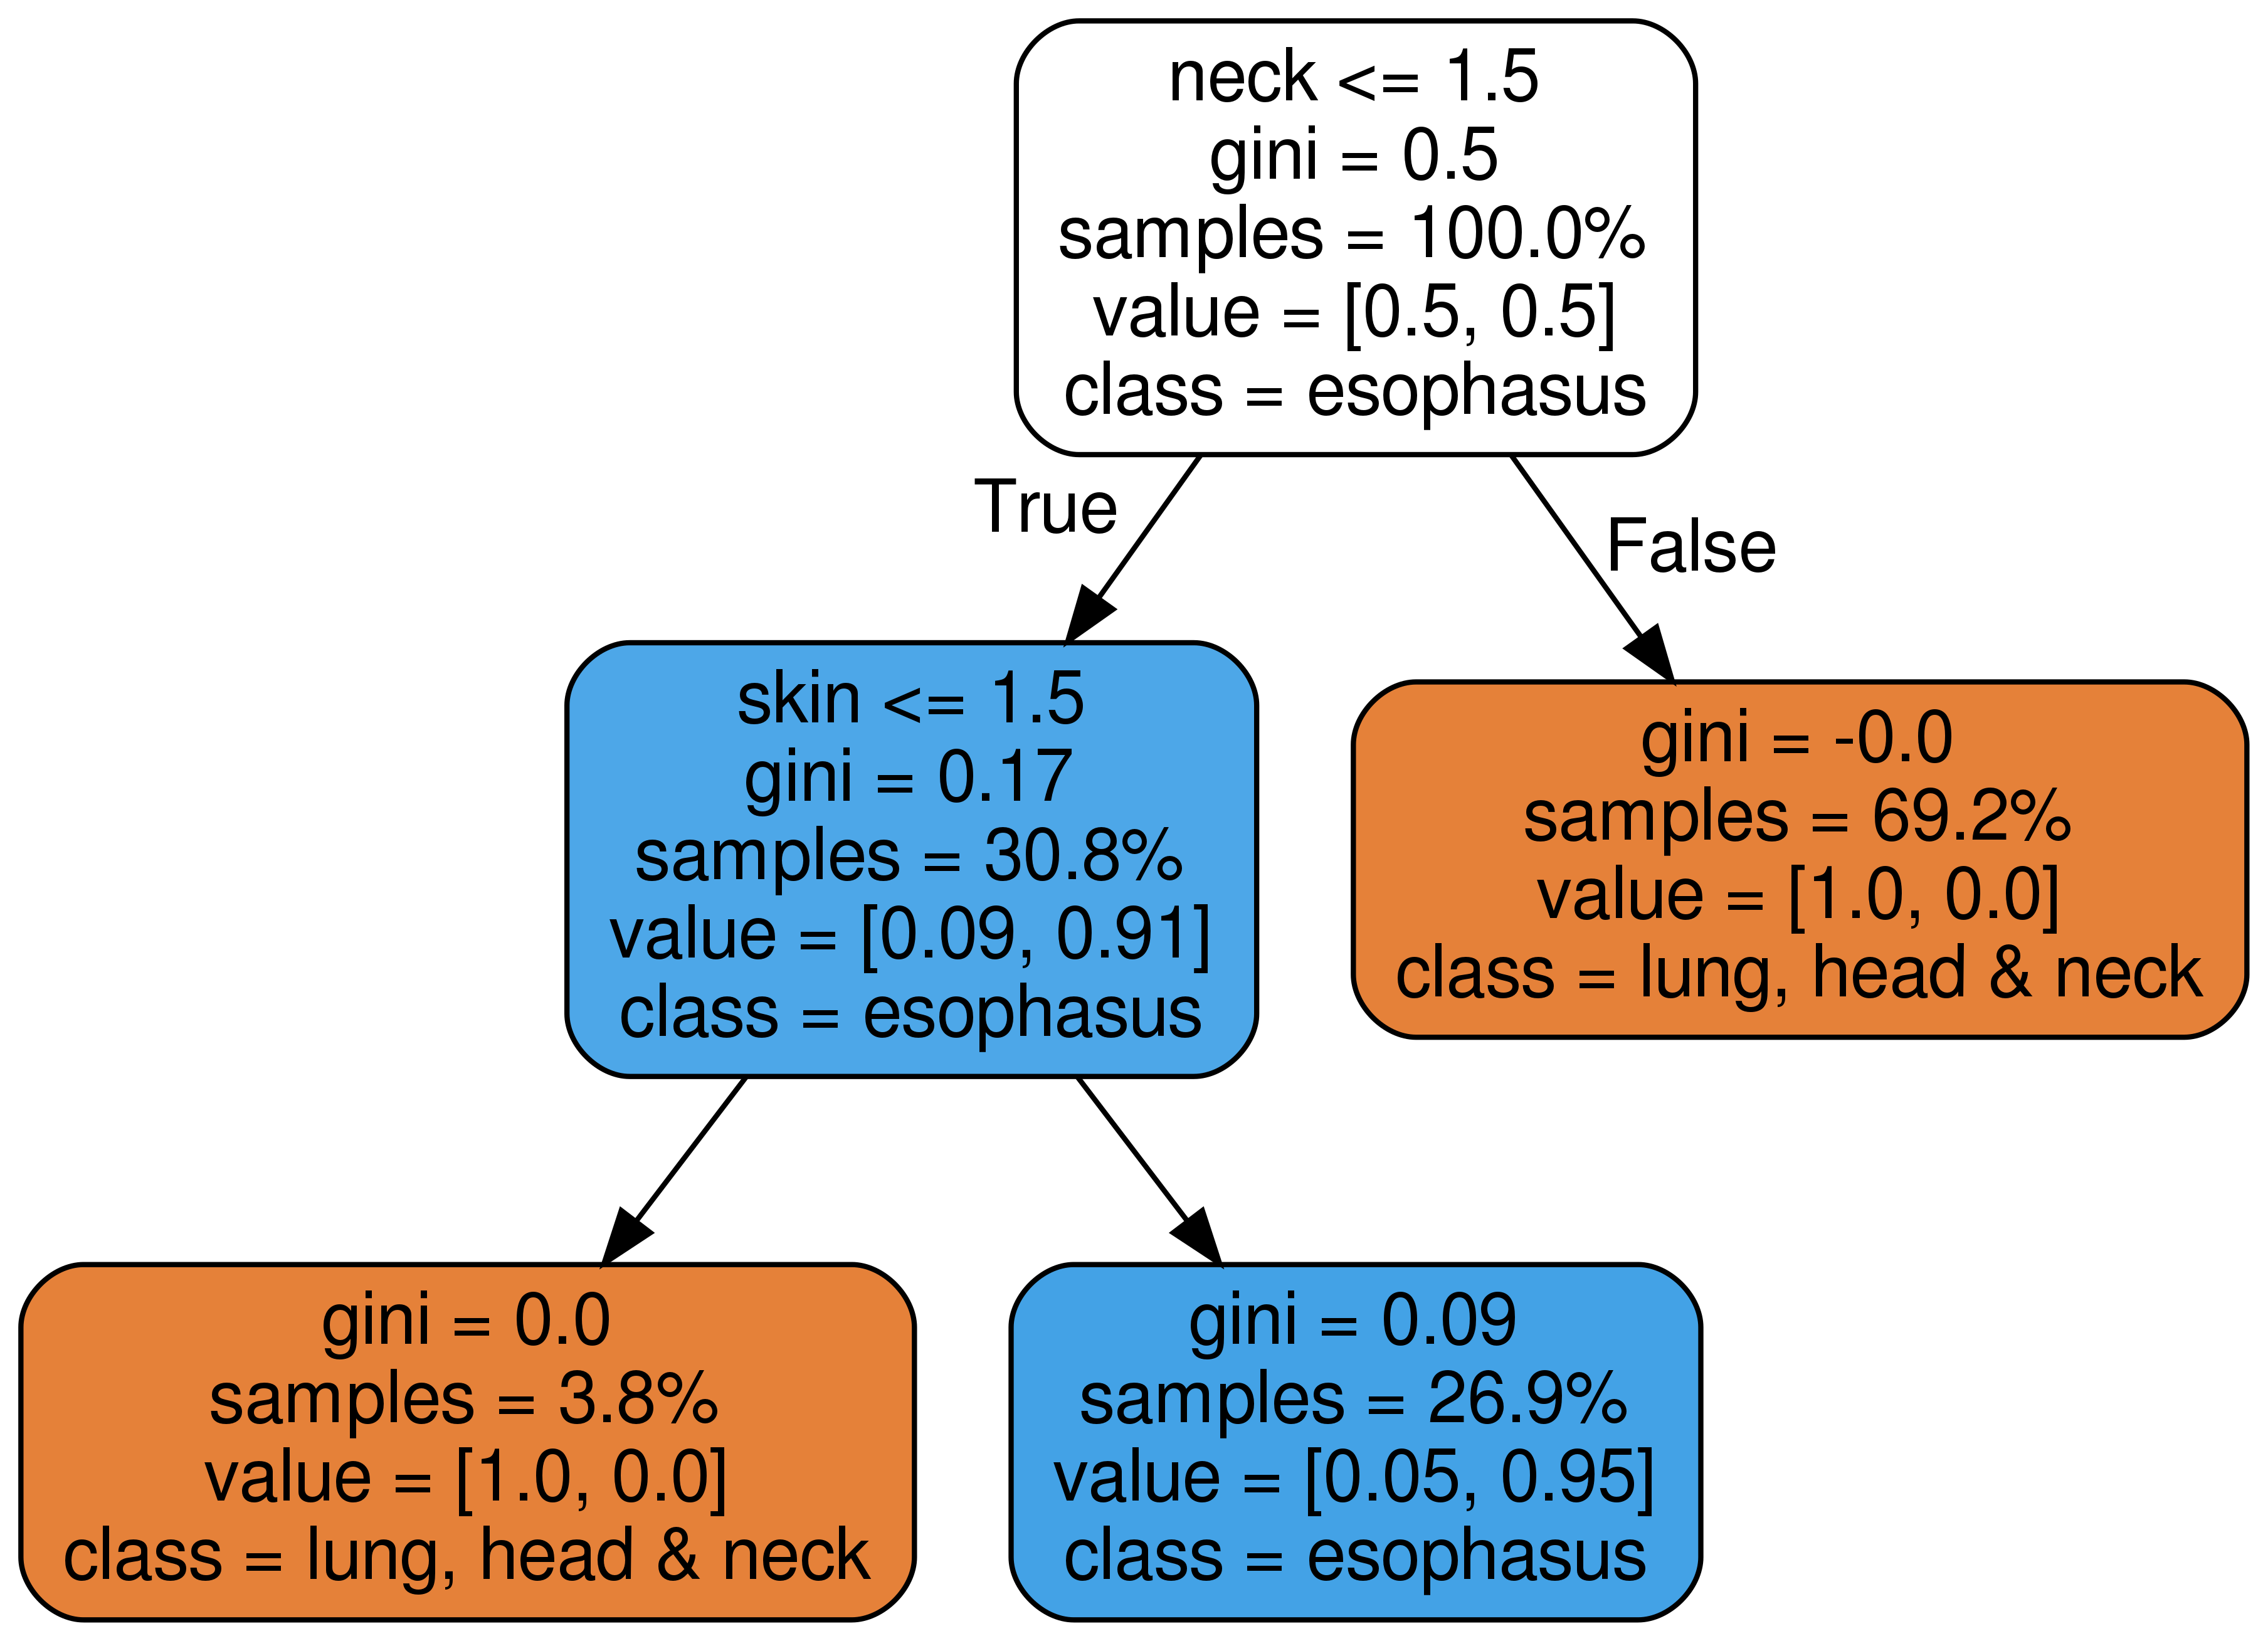 neck <= 1.5
gini = 0.5
samples = 100.0%
value = [0.5, 0.5]
class = esophasus
True
False
skin <= 1.5
gini = 0.17
samples = 30.8%
value = [0.09, 0.91]
class = esophasus
gini = -0.0
samples = 69.2%
value = [1.0, 0.0]
class = lung, head & neck
gini = 0.0
samples = 3.8%
value = [1.0, 0.0]
class = lung, head & neck
gini = 0.09
samples = 26.9%
value = [0.05, 0.95]
class = esophasus